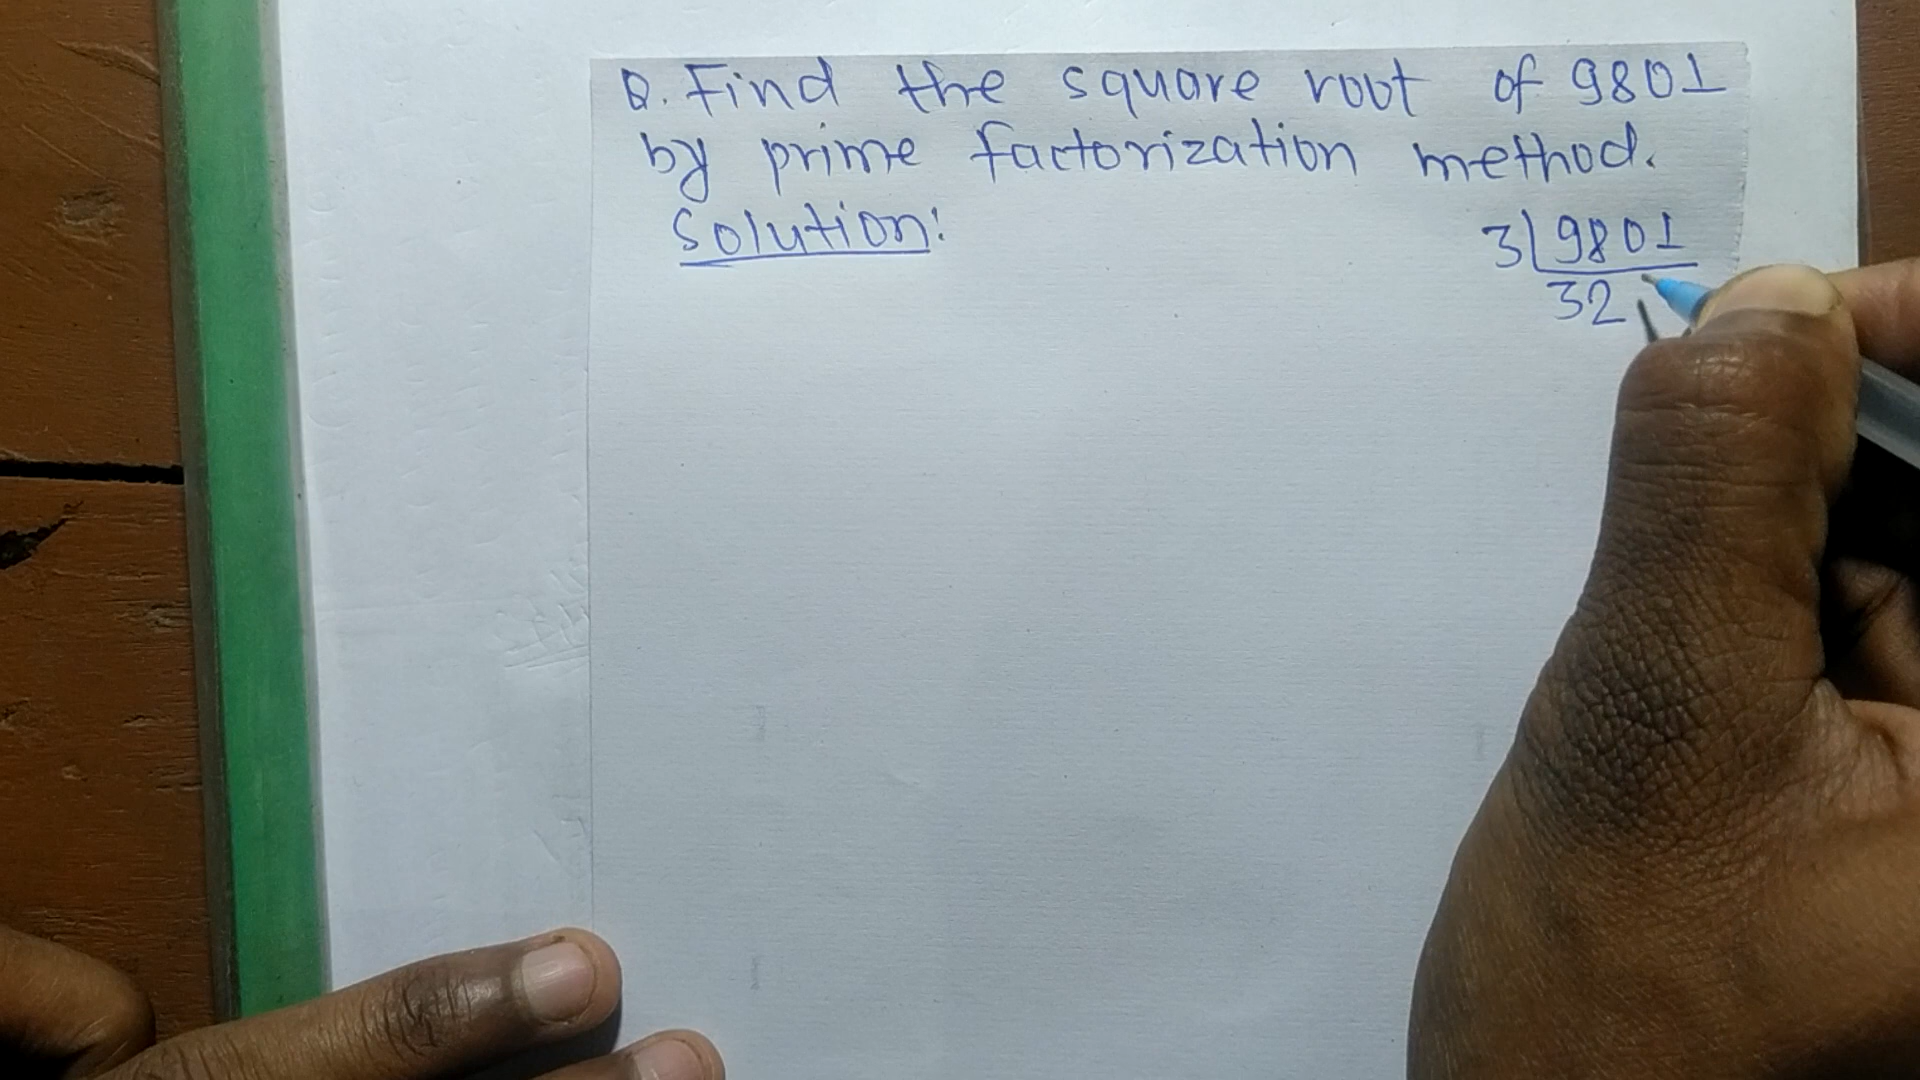 Q. Find the square root of 9801
by prime factorization method.
Solution:
3 9801
32